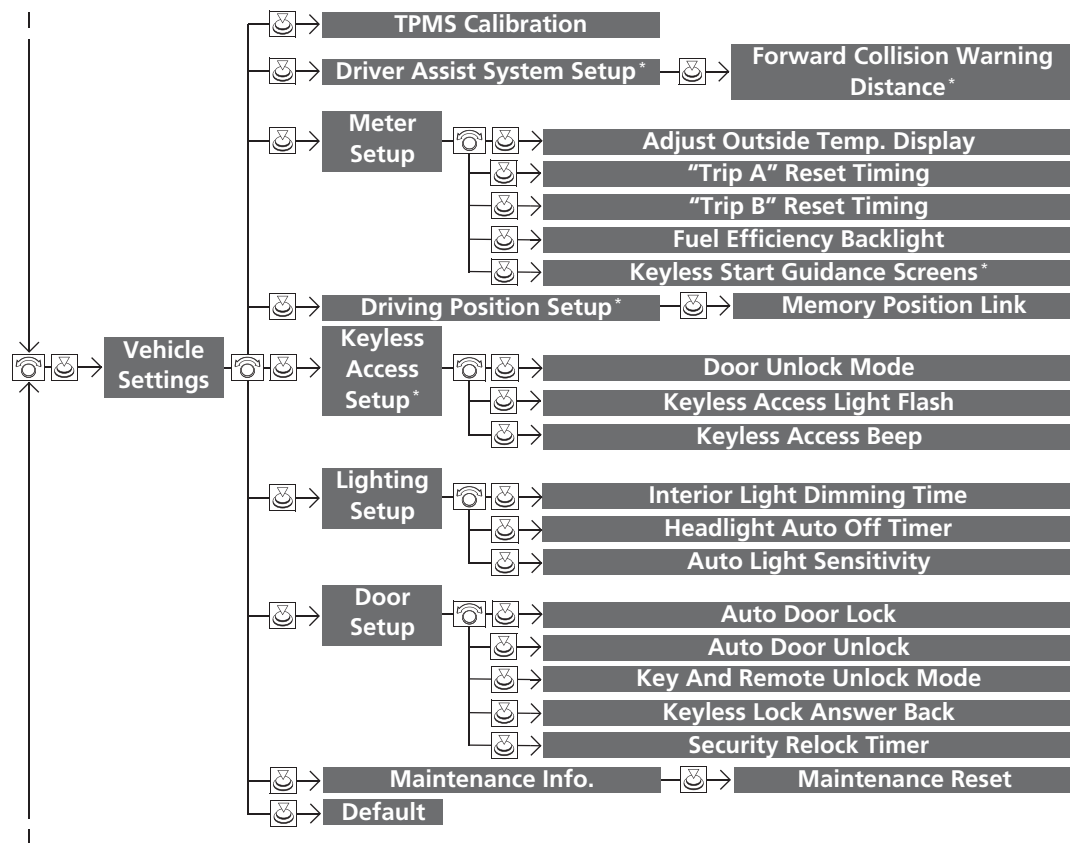 TPMS Calibration
Driver Assist System Setup*
Forward Collision Warning
Distance*
Meter
Setup
Adjust Outside Temp. Display
“Trip A” Reset Timing
“Trip B” Reset Timing
Fuel Efficiency Backlight
Keyless Start Guidance Screens*
Driving Position Setup*
Memory Position Link
Vehicle
Settings
Keyless
Access
Setup*
Door Unlock Mode
Keyless Access Light Flash
Keyless Access Beep
Lighting
Setup
Interior Light Dimming Time
Headlight Auto Off Timer
Auto Light Sensitivity
Door
Setup
Auto Door Lock
Auto Door Unlock
Key And Remote Unlock Mode
Keyless Lock Answer Back
Security Relock Timer
Maintenance Info.
Maintenance Reset
Default